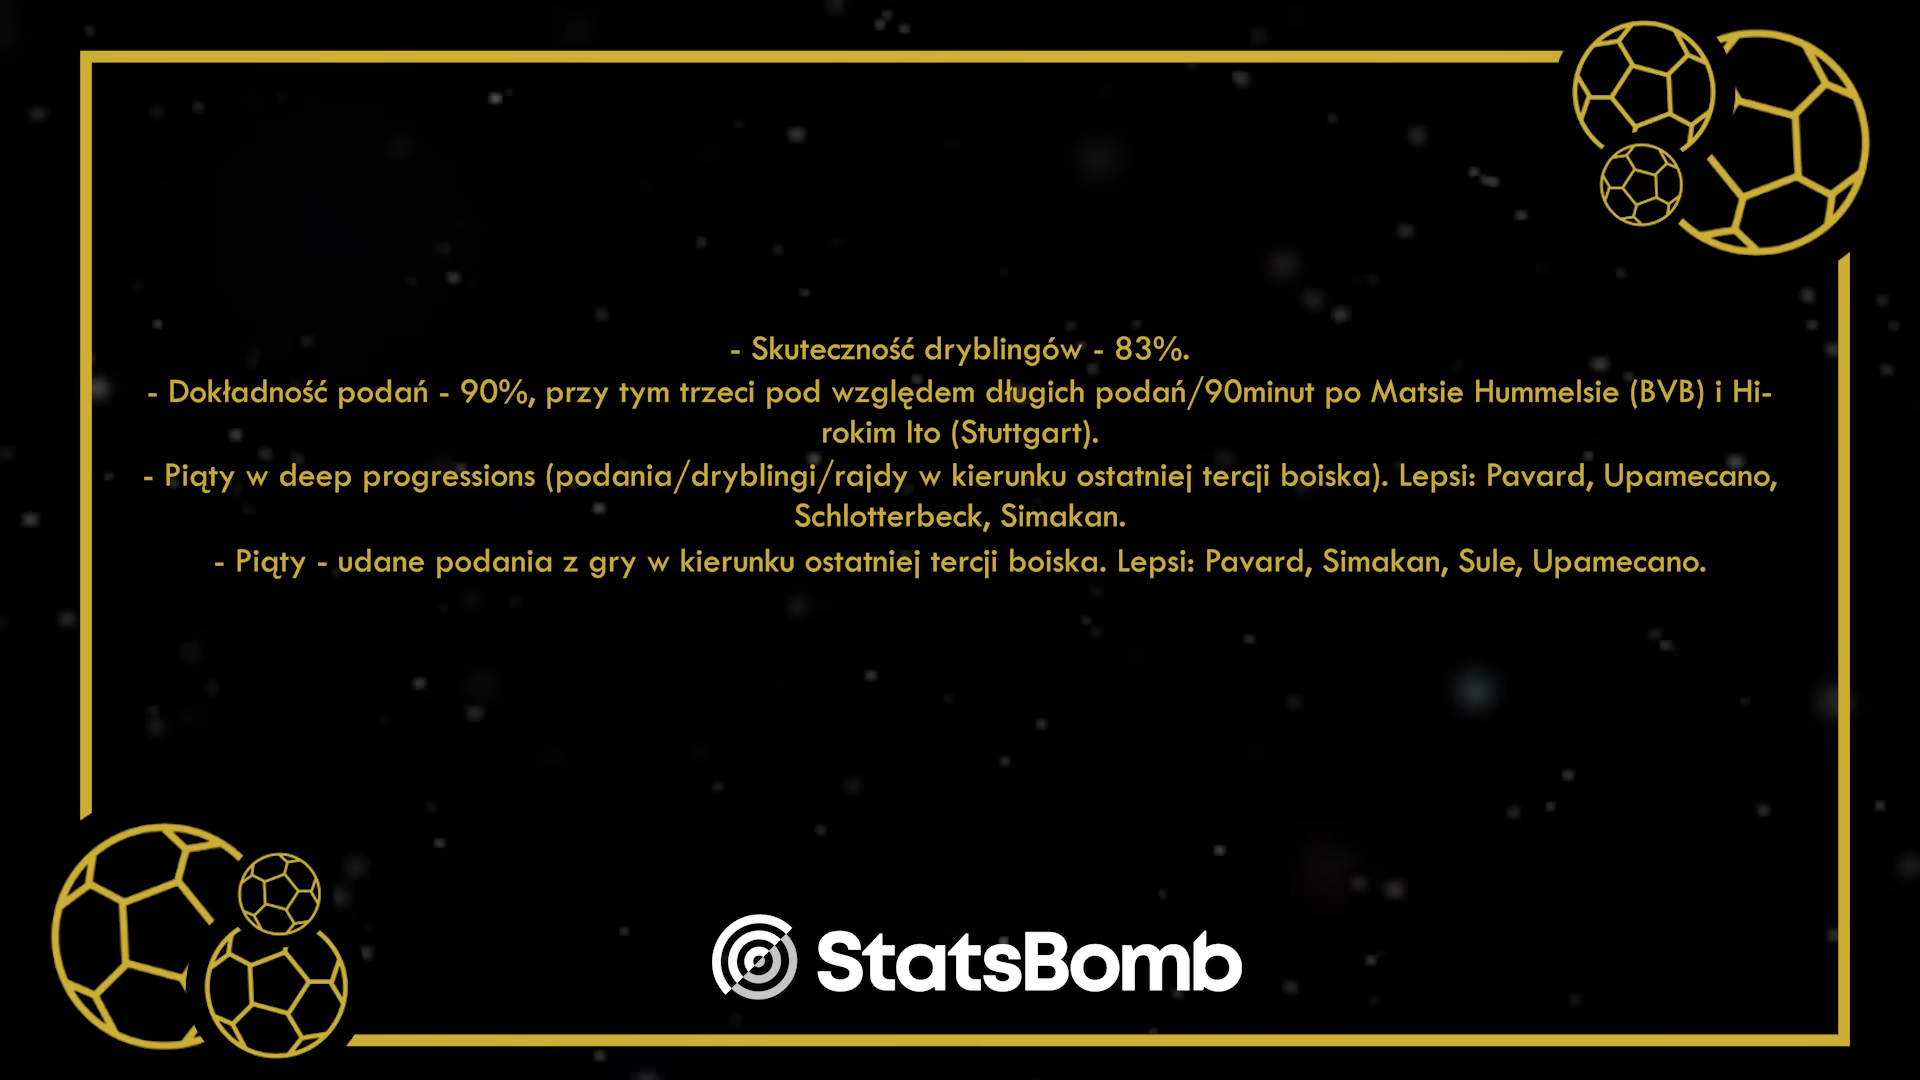 - Skuteczność dryblingów - 83%.
- Dokładność podań - 90%, przy tym trzeci pod względem długich podań/90minut po Matsie Hummelsie (BVB) i Hi-
rokim Ito (Stuttgart).
- Piąty w deep progressions (podania/dryblingi/rajdy w kierunku ostatniej tercji boiska). Lepsi: Pavard, Upamecano,
Schlotterbeck, Simakan.
- Piąty - udane podania z gry w kierunku ostatniej tercji boiska. Lepsi: Pavard, Simakan, Sule, Upamecano.
StatsBomb